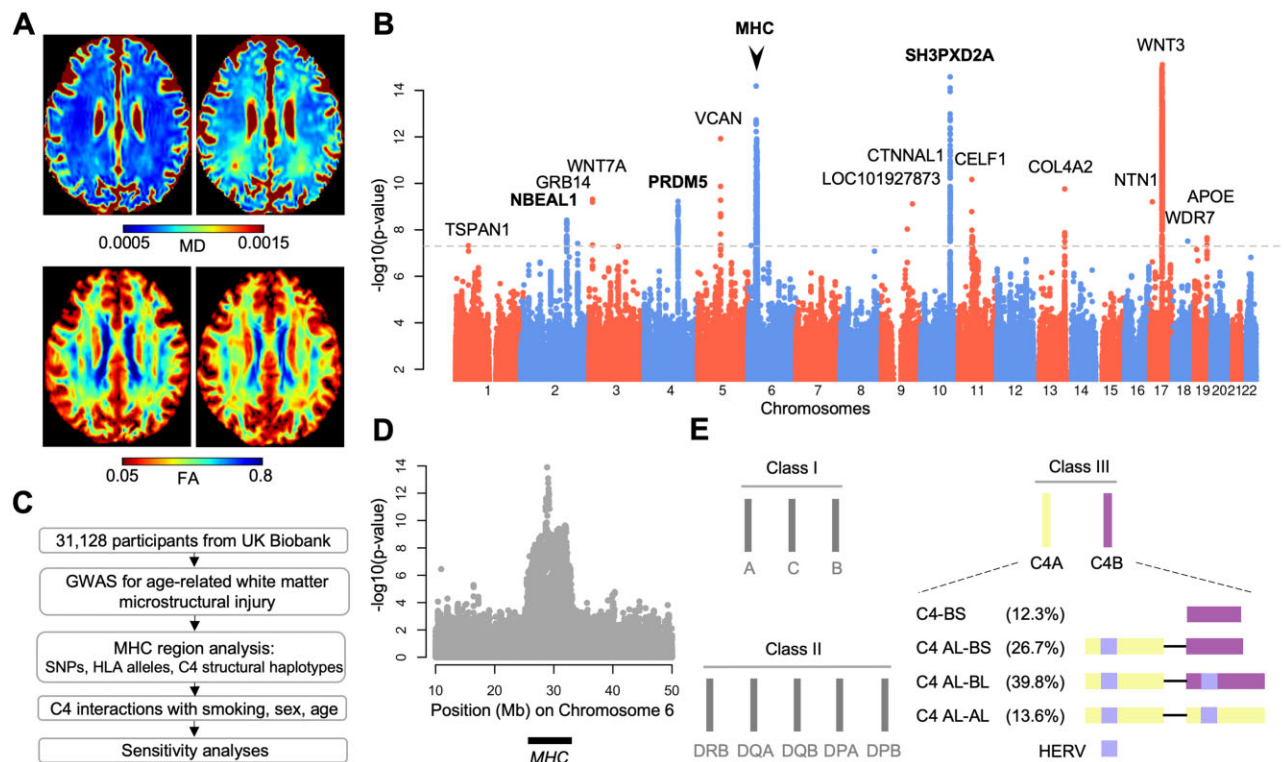 A
0.0005 MD 0.0015
0.05 FA 0.8
B
-log10(p-value)
14
12
10
8
6
4
2
TSPAN1
NBEAL1
GRB14
WNT7A
PRDM5
VCAN
MHC
CTNNAL1
LOC101927873
SH3PXD2A
CELF1
COL4A2
NTN1
WNT3
WDR7
APOE
1 2 3 4 5 6 7 8 9 10 11 12 13 14 15 16 17 18 19 202122
Chromosomes
C
31,128 participants from UK Biobank
GWAS for age-related white matter
microstructural injury
MHC region analysis:
SNPs, HLA alleles, C4 structural haplotypes
C4 interactions with smoking, sex, age
Sensitivity analyses
D
-log10(p-value)
14
12
10
8
6
4
2
0
10 20 30 40 50
Position (Mb) on Chromosome 6
MHC
E
Class I
A C B
Class II
DRB DQA DQB DPA DPB
Class III
C4A C4B
C4-BS (12.3%)
C4 AL-BS (26.7%)
C4 AL-BL (39.8%)
C4 AL-AL (13.6%)
HERV